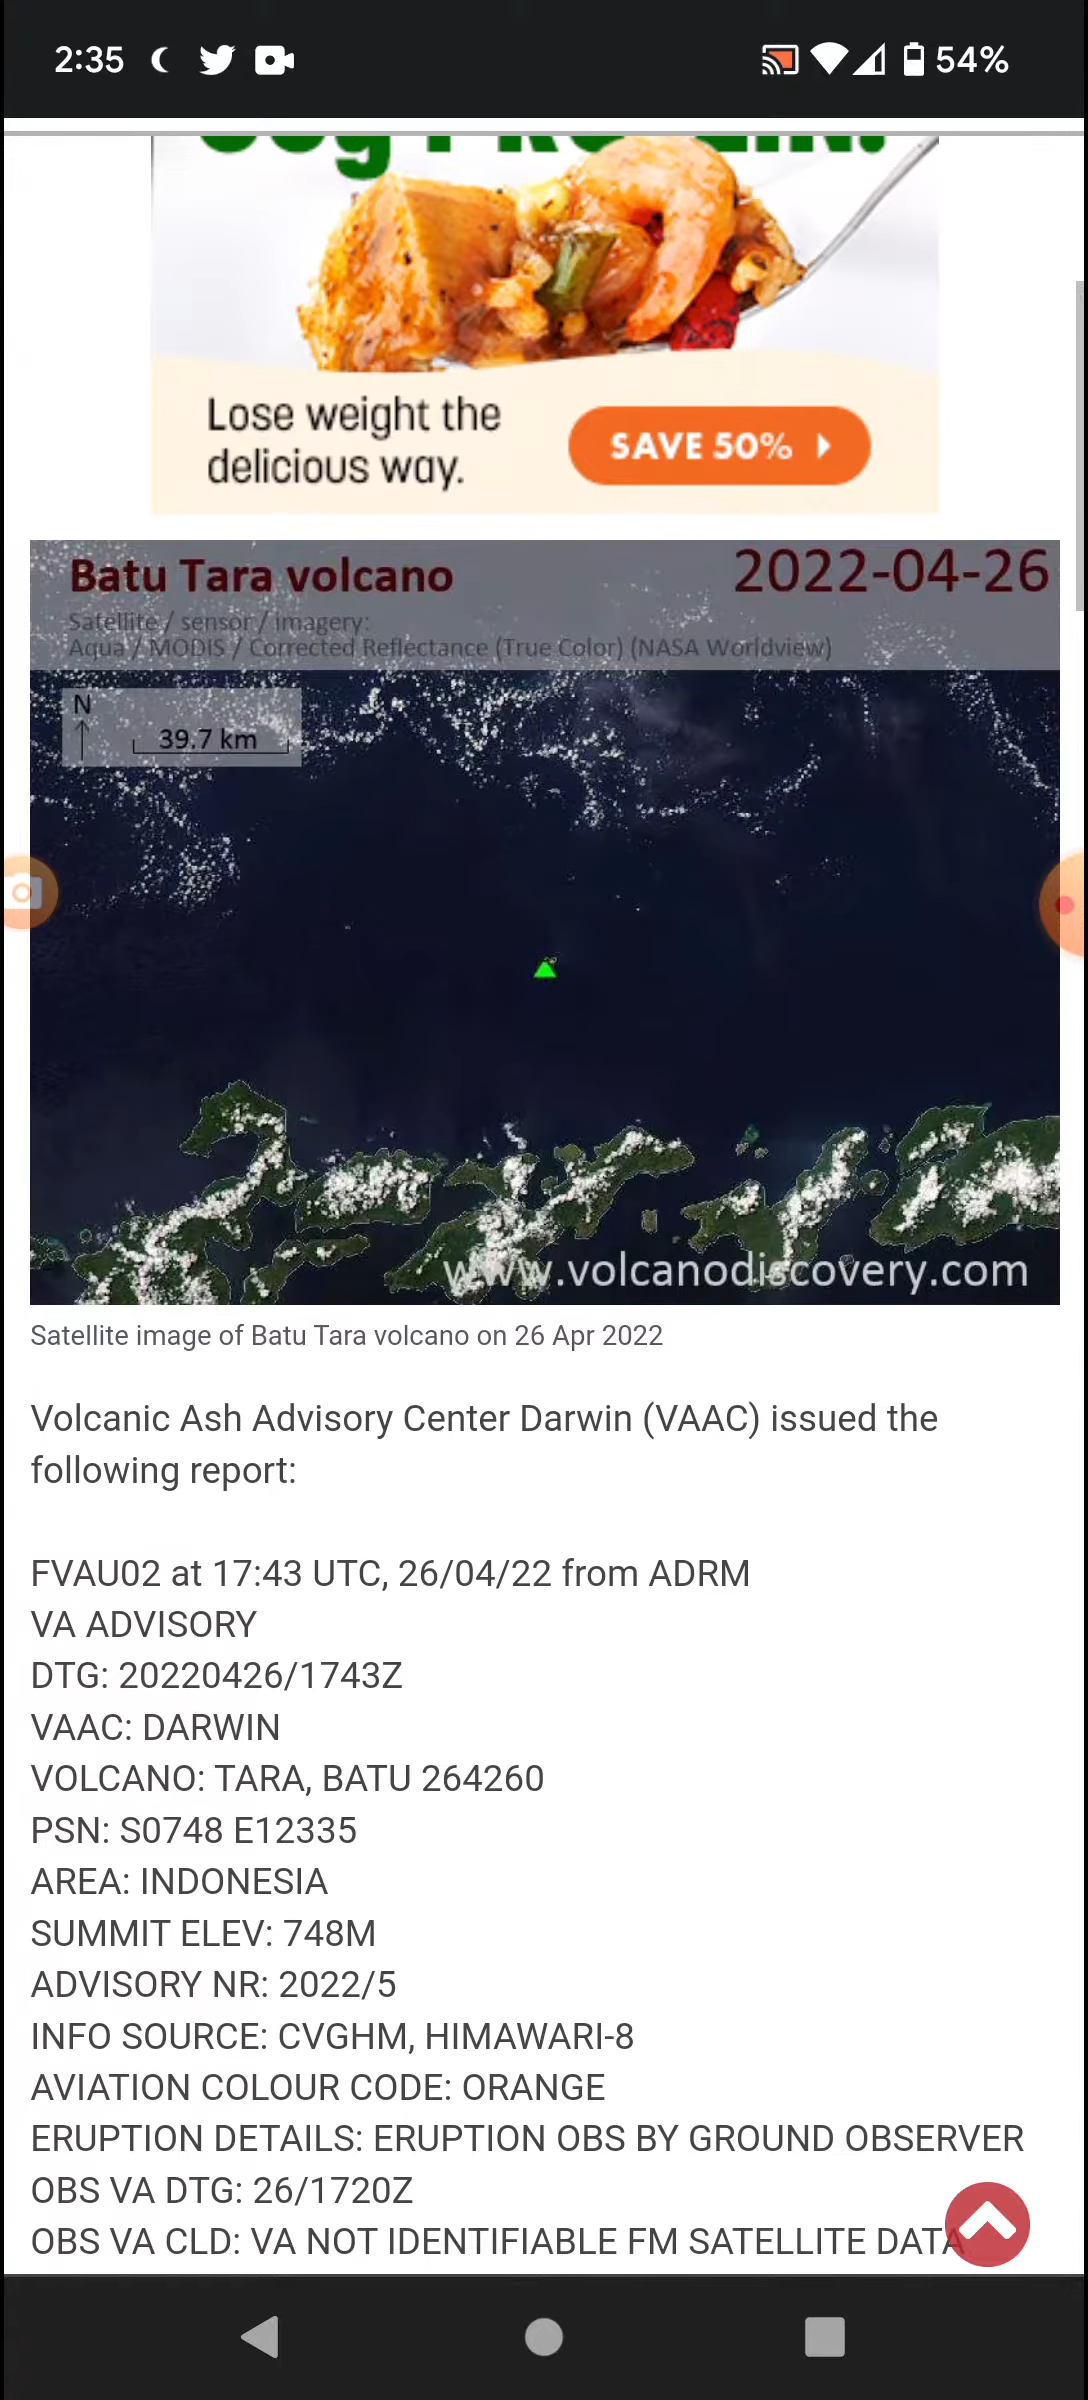 2:35
54%
Lose weight the
delicious way.
SAVE 50%
Batu Tara volcano
2022-04-26
Satellite / sensor / imagery:
Aqua / MODIS / Corrected Reflectance (True Color) (NASA Worldview)
N
39.7 km
www.volcanodiscovery.com
Satellite image of Batu Tara volcano on 26 Apr 2022
Volcanic Ash Advisory Center Darwin (VAAC) issued the
following report:
FVAU02 at 17:43 UTC, 26/04/22 from ADRM
VA ADVISORY
DTG: 20220426/1743Z
VAAC: DARWIN
VOLCANO: TARA, BATU 264260
PSN: S0748 E12335
AREA: INDONESIA
SUMMIT ELEV: 748M
ADVISORY NR: 2022/5
INFO SOURCE: CVGHM, HIMAWARI-8
AVIATION COLOUR CODE: ORANGE
ERUPTION DETAILS: ERUPTION OBS BY GROUND OBSERVER
OBS VA DTG: 26/1720Z
OBS VA CLD: VA NOT IDENTIFIABLE FM SATELLITE DATA